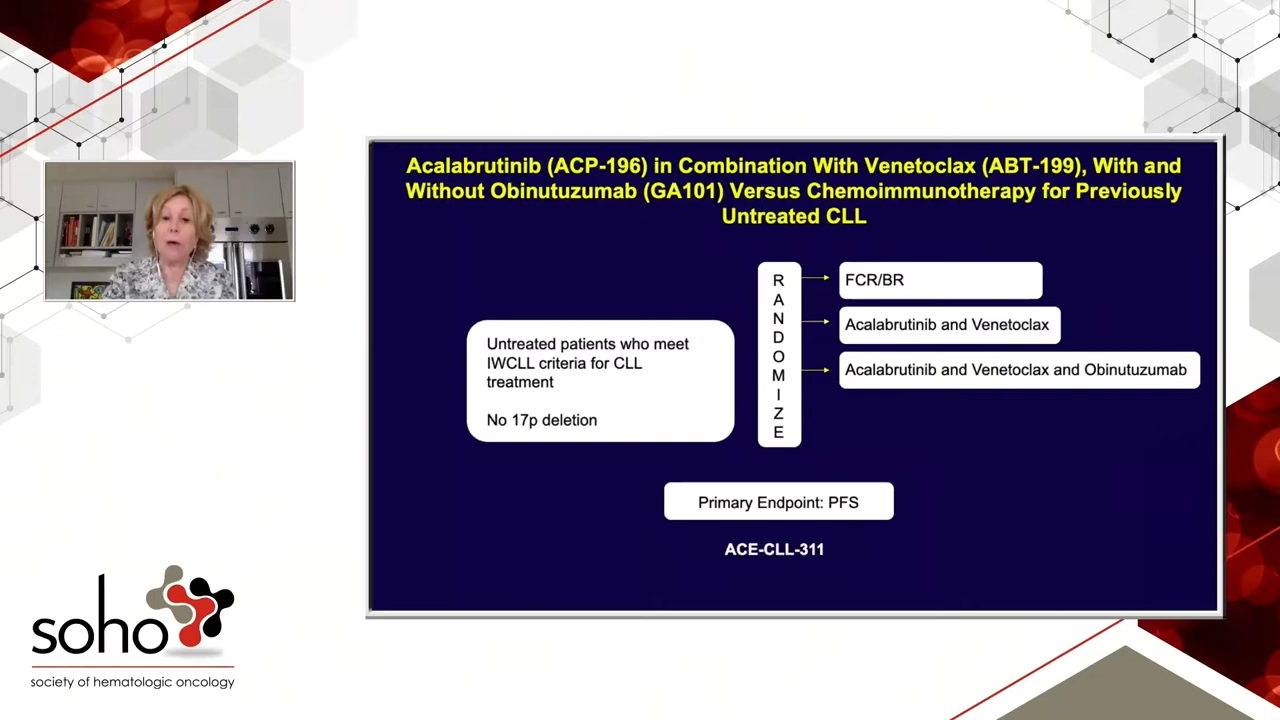 Acalabrutinib (ACP-196) in Combination With Venetoclax (ABT-199), With and
Without Obinutuzumab (GA101) Versus Chemoimmunotherapy for Previously
Untreated CLL
Untreated patients who meet
IWCLL criteria for CLL
treatment
No 17p deletion
R
A
N
D
O
M
I
Z
E
FCR/BR
Acalabrutinib and Venetoclax
Acalabrutinib and Venetoclax and Obinutuzumab
Primary Endpoint: PFS
ACE-CLL-311
soho
society of hematologic oncology